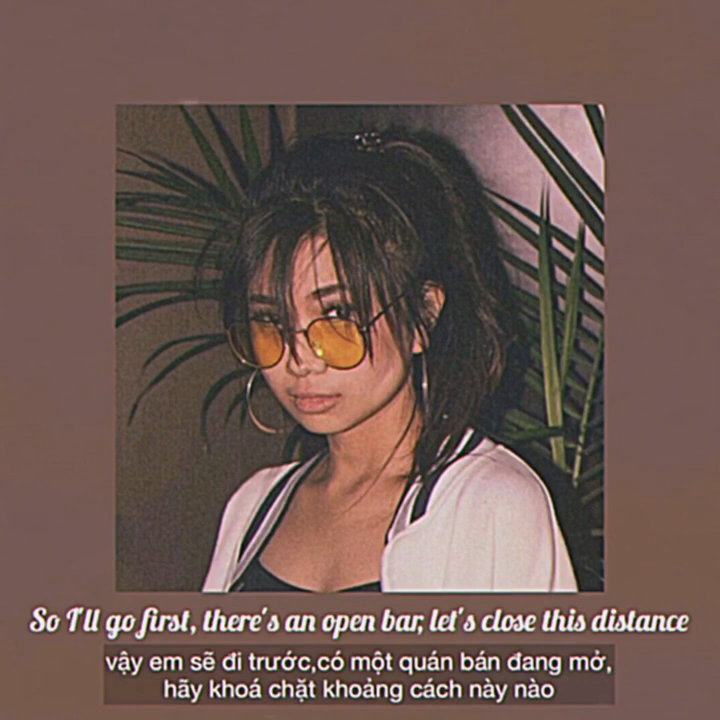 So I'll go first, there's an open bar, let's close this distance
vậy em sẽ đi trước,có một quán bán đang mở,
hãy khoá chặt khoảng cách này nào